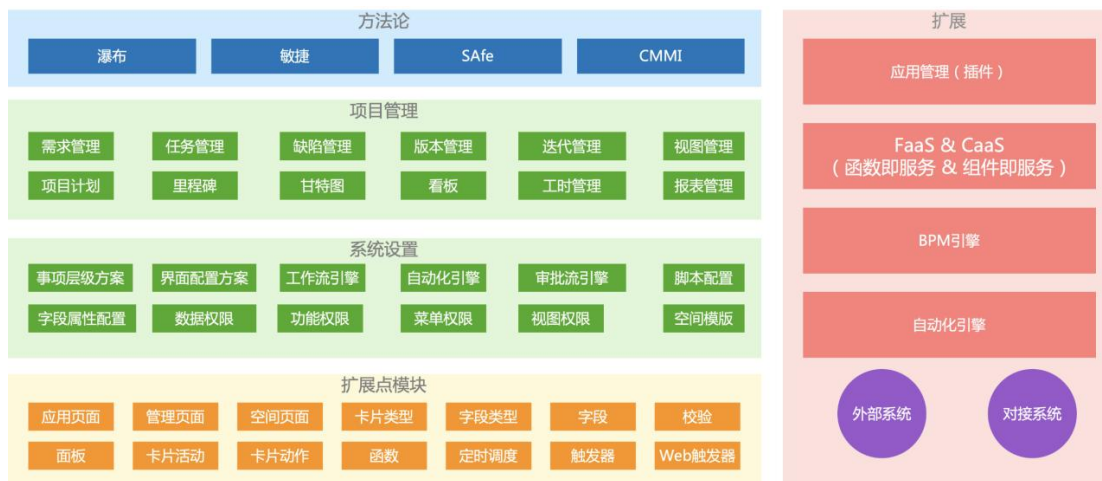 方法论
瀑布 敏捷 SAfe CMMI
项目管理
需求管理 任务管理 缺陷管理 版本管理 迭代管理 视图管理
项目计划 里程碑 甘特图 看板 工时管理 报表管理
系统设置
事项层级方案 界面配置方案 工作流引擎 自动化引擎 审批流引擎 脚本配置
字段属性配置 数据权限 功能权限 菜单权限 视图权限 空间模版
扩展点模块
应用页面 管理页面 空间页面 卡片类型 字段类型 字段 校验
面板 卡片活动 卡片动作 函数 定时调度 触发器 Web触发器
扩展
应用管理（插件）
FaaS & CaaS
（函数即服务 & 组件即服务）
BPM引擎
自动化引擎
外部系统 对接系统